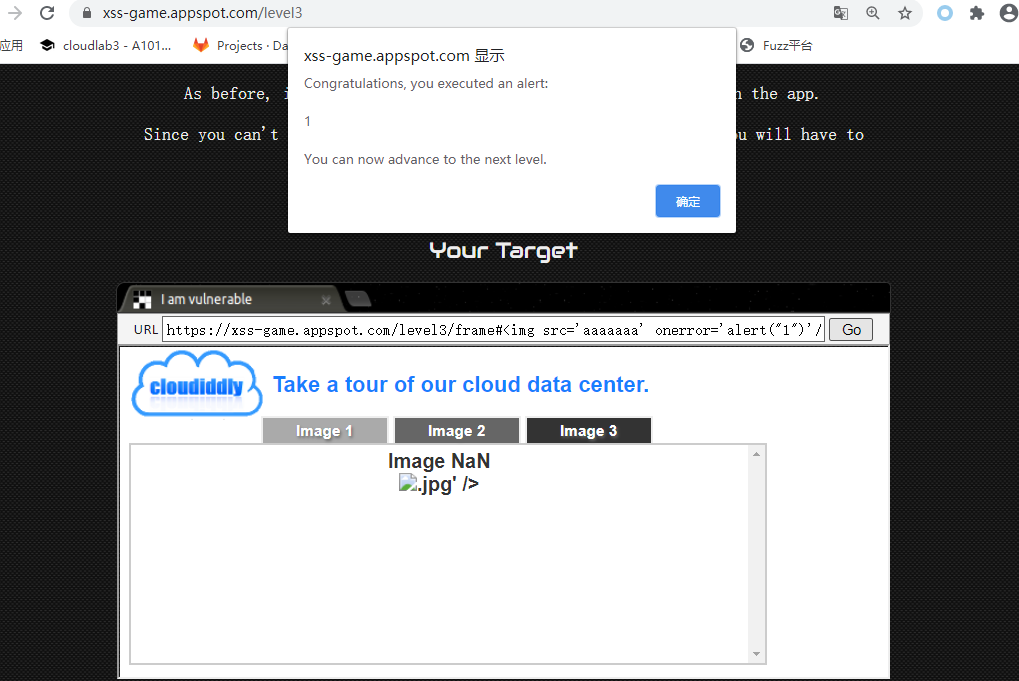 xss-game.appspot.com/level3
应用
cloudlab3 - A101...
Projects · Da
Fuzz平台
xss-game.appspot.com 显示
Congratulations, you executed an alert:
1
You can now advance to the next level.
确定
As before, i
n the app.
Since you can't
u will have to
Your Target
I am vulnerable
URL
https://xss-game.appspot.com/level3/frame#<img src='aaaaaaa' onerror='alert("1")'/
Go
cloudiddly
Take a tour of our cloud data center.
Image 1
Image 2
Image 3
Image NaN
.jpg' />